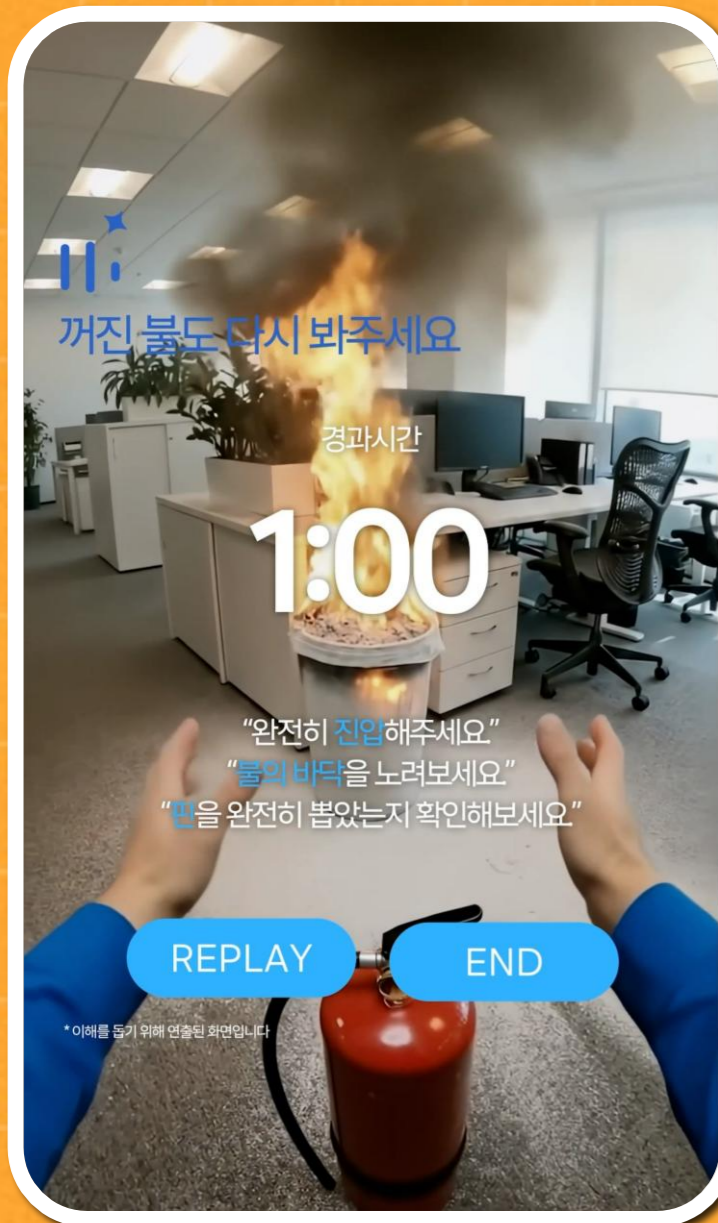 꺼진 불도 다시 봐주세요
경과시간
1:00
“완전히 진압해주세요.”
“불의 바닥을 노려보세요.”
“핀을 완전히 뽑았는지 확인해보세요.”
REPLAY
END
* 이해를 돕기 위해 연출된 화면입니다